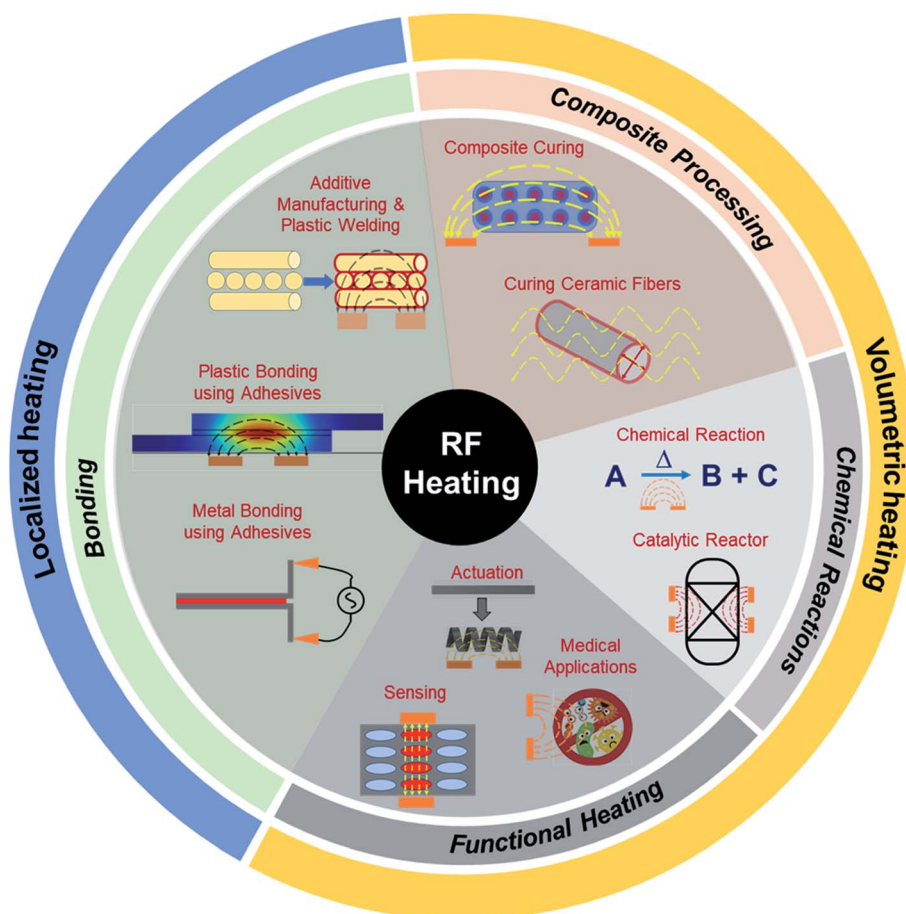 RF
Heating
Localized heating
Volumetric heating
Bonding
Composite Processing
Chemical Reactions
Functional Heating
Additive
Manufacturing &
Plastic Welding
Plastic Bonding
using Adhesives
Metal Bonding
using Adhesives
Composite Curing
Curing Ceramic Fibers
Chemical Reaction
Δ
A → B + C
Catalytic Reactor
Actuation
Medical
Applications
Sensing